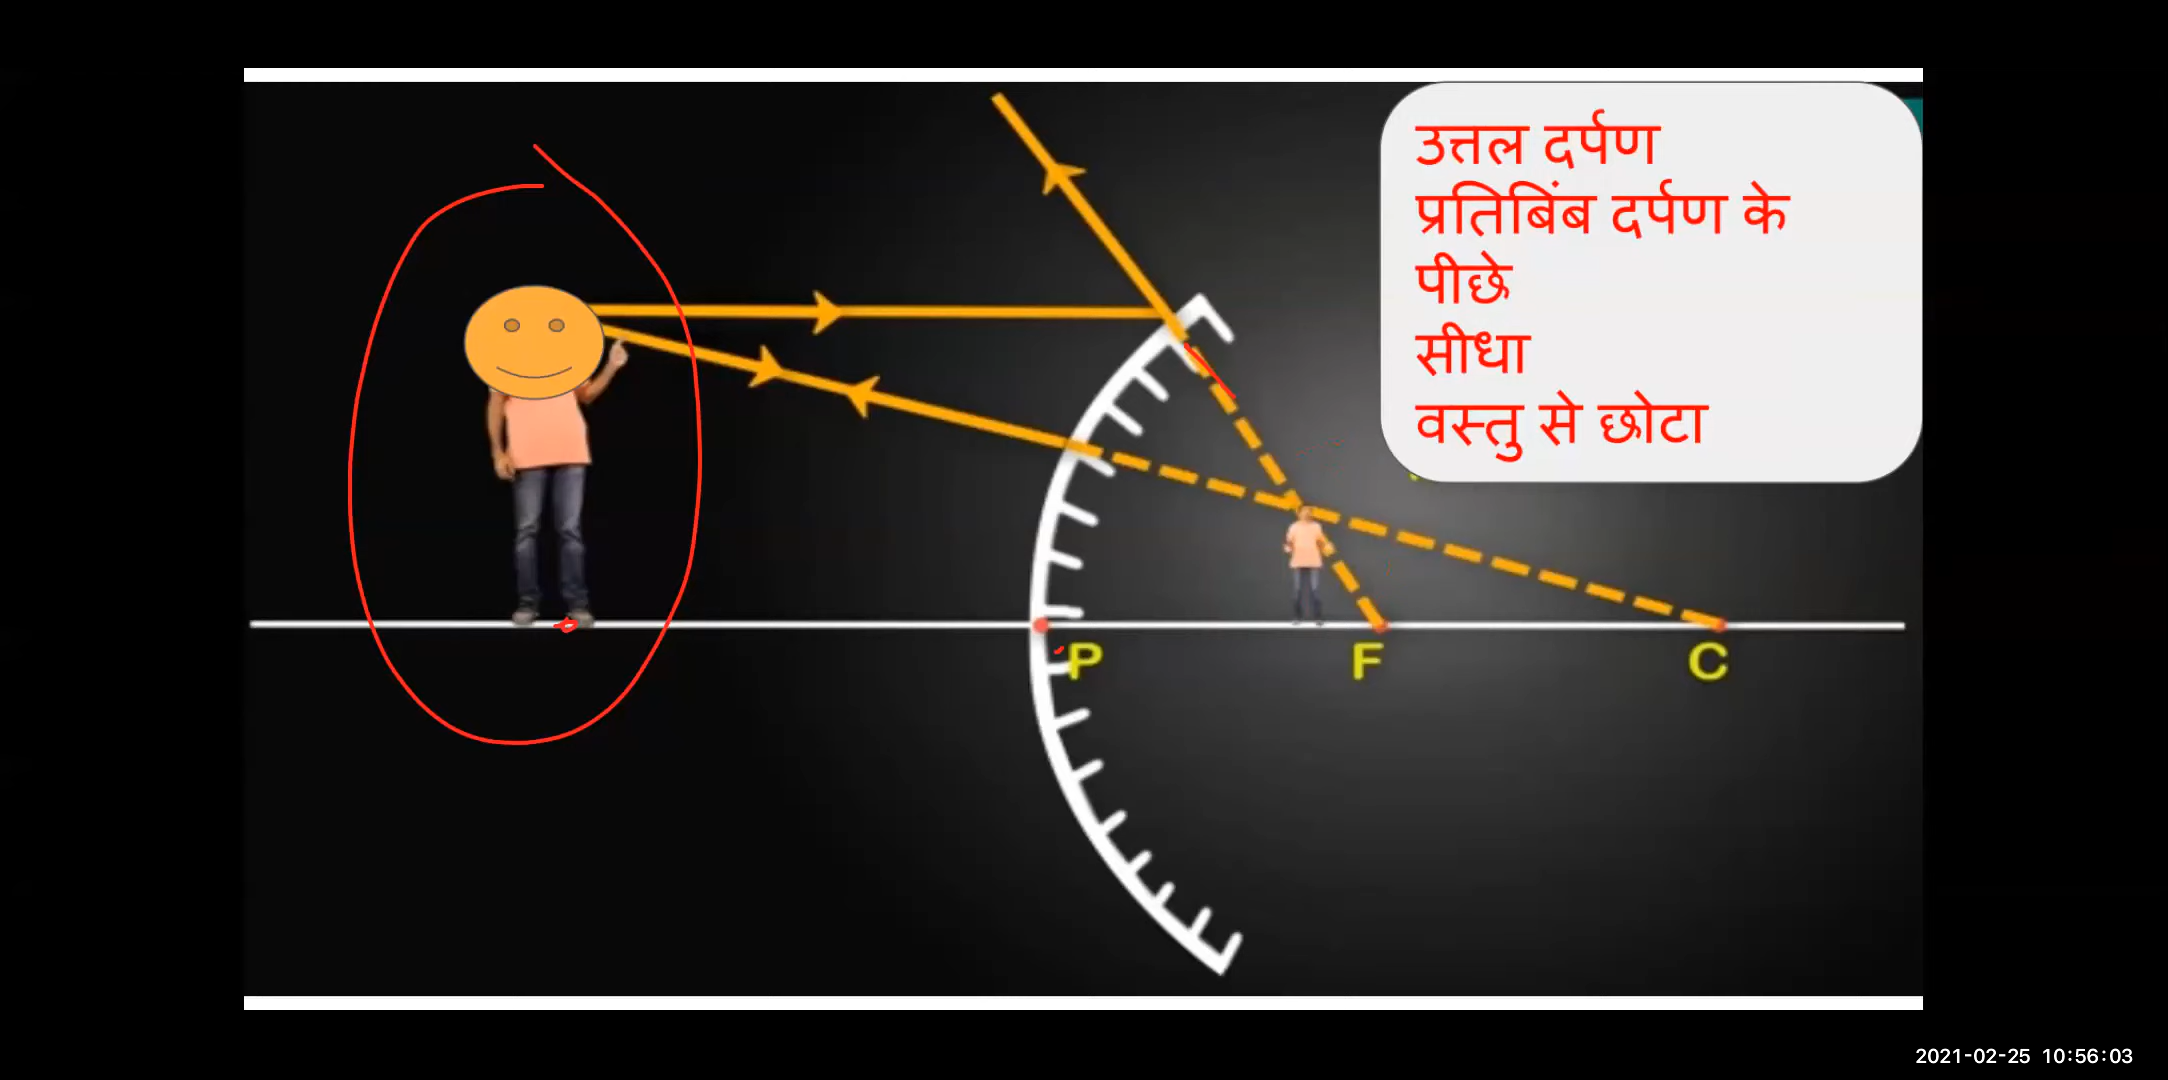 उत्तल दर्पण
प्रतिबिंब दर्पण के
पीछे
सीधा
वस्तु से छोटा
P
F
C
2021-02-25 10:56:03